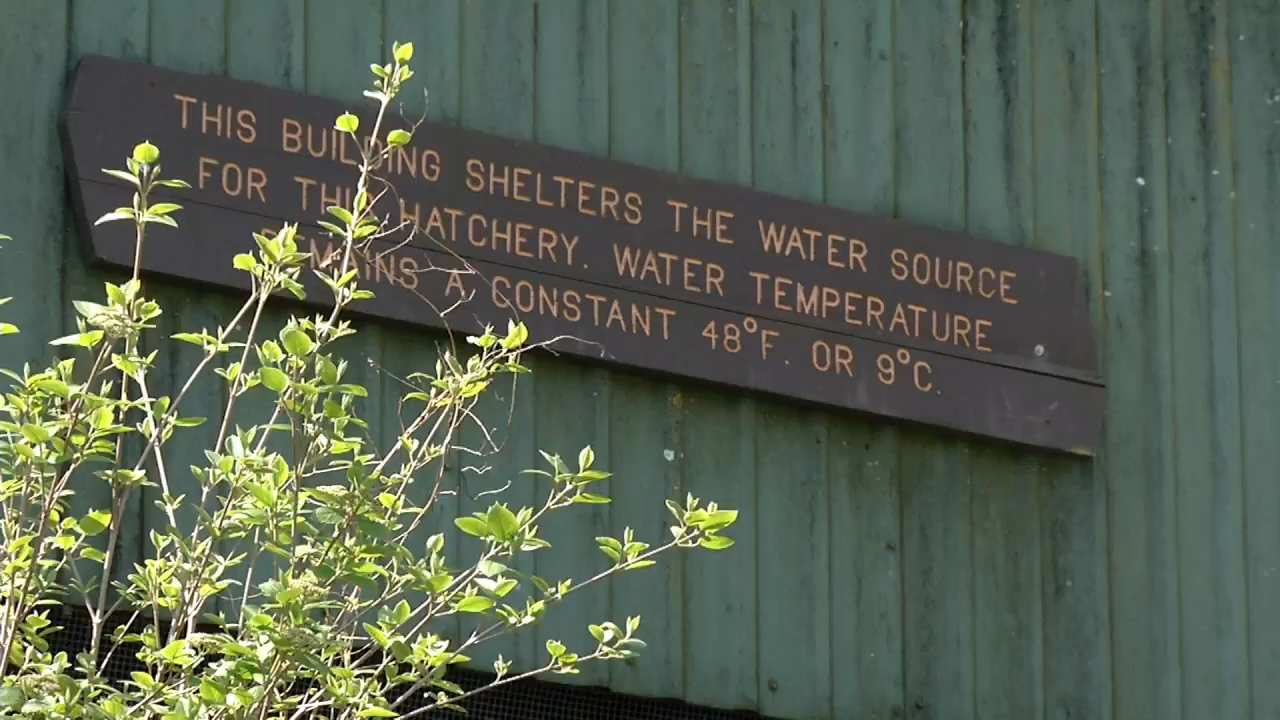 THIS BUILDING SHELTERS THE WATER SOURCE
FOR THIS HATCHERY. WATER TEMPERATURE
REMAINS A CONSTANT 48°F. OR 9°C.